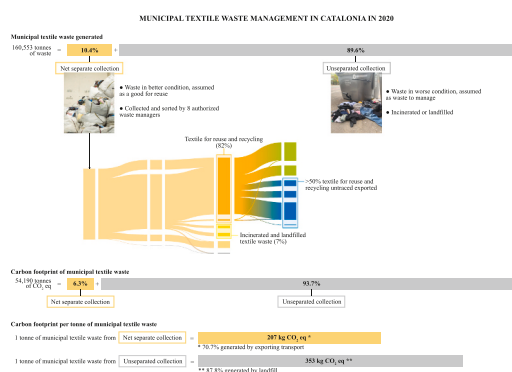 MUNICIPAL TEXTILE WASTE MANAGEMENT IN CATALONIA IN 2020
Municipal textile waste generated
160,553 tonnes
of waste
= 10.4% + 89.6%
Net separate collection
Unseparated collection
● Waste in better condition, assumed
as a good for reuse
● Collected and sorted by 8 authorized
waste managers
● Waste in worse condition, assumed
as waste to manage
● Incinerated or landfilled
Textile for reuse and recycling
(82%)
>50% textile for reuse and
recycling untraced exported
Incinerated and landfilled
textile waste (7%)
Carbon footprint of municipal textile waste
54,190 tonnes
of CO₂ eq
= 6.3% + 93.7%
Net separate collection
Unseparated collection
Carbon footprint per tonne of municipal textile waste
1 tonne of municipal textile waste from Net separate collection = 207 kg CO₂ eq *
* 70.7% generated by exporting transport
1 tonne of municipal textile waste from Unseparated collection = 353 kg CO₂ eq **
** 87.8% generated by landfill